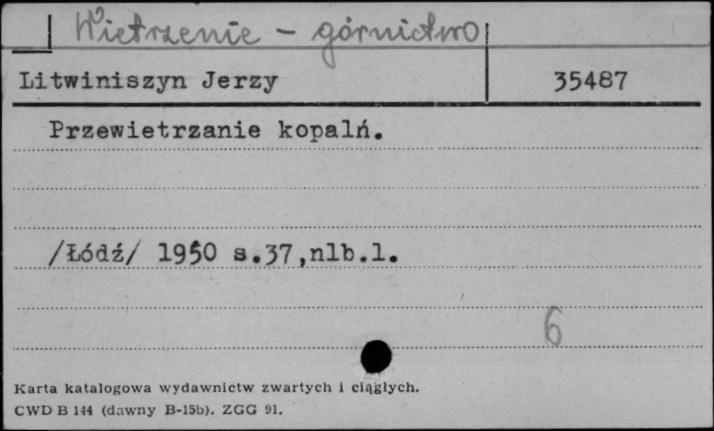 Wietrzenie - górnictwo
Litwiniszyn Jerzy 35487
Przewietrzanie kopalń.
/Łódź/ 1950 s.37,nlb.1.
6
Karta katalogowa wydawnictw zwartych i ciągłych.
CWD B 144 (dawny B-15b). ZGG 91.